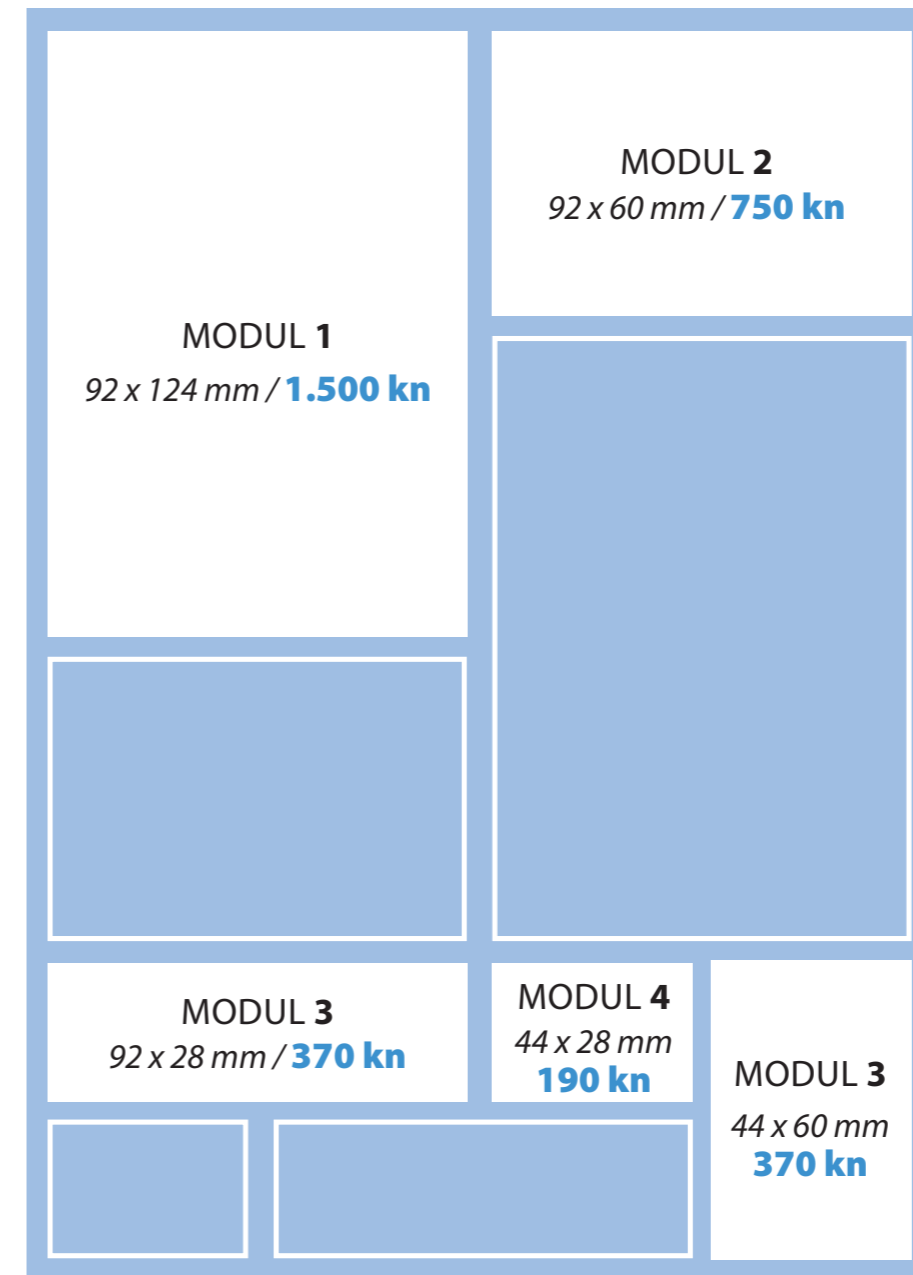 MODUL 1
92 x 124 mm / 1.500 kn
MODUL 2
92 x 60 mm / 750 kn
MODUL 3
92 x 28 mm / 370 kn
MODUL 4
44 x 28 mm
190 kn
MODUL 3
44 x 60 mm
370 kn